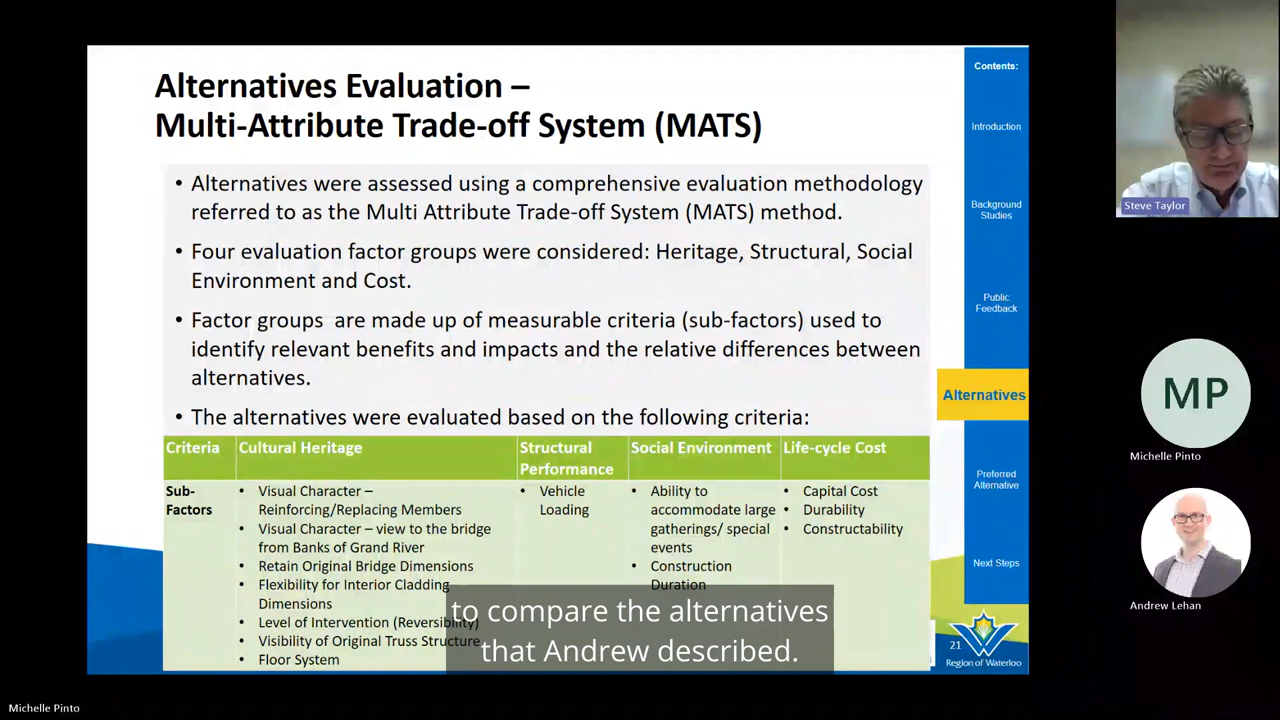 Alternatives Evaluation –
Multi-Attribute Trade-off System (MATS)
• Alternatives were assessed using a comprehensive evaluation methodology
referred to as the Multi Attribute Trade-off System (MATS) method.
• Four evaluation factor groups were considered: Heritage, Structural, Social
Environment and Cost.
• Factor groups  are made up of measurable criteria (sub-factors) used to
identify relevant benefits and impacts and the relative differences between
alternatives.
• The alternatives were evaluated based on the following criteria:
Criteria
Sub-
Factors
Cultural Heritage
• Visual Character –
Reinforcing/Replacing Members
• Visual Character – view to the bridge
from Banks of Grand River
• Retain Original Bridge Dimensions
• Flexibility for Interior Cladding
Dimensions
• Level of Intervention (Reversibility)
• Visibility of Original Truss Structure
• Floor System
Structural
Performance
• Vehicle
Loading
Social Environment
• Ability to
accommodate large
gatherings/ special
events
• Construction
Duration
Life-cycle Cost
• Capital Cost
• Durability
• Constructability
to compare the alternatives
that Andrew described.
Contents:
Introduction
Background
Studies
Public
Feedback
Alternatives
Preferred
Alternative
Next Steps
21
Region of Waterloo
Steve Taylor
MP
Michelle Pinto
Andrew Lehan
Michelle Pinto